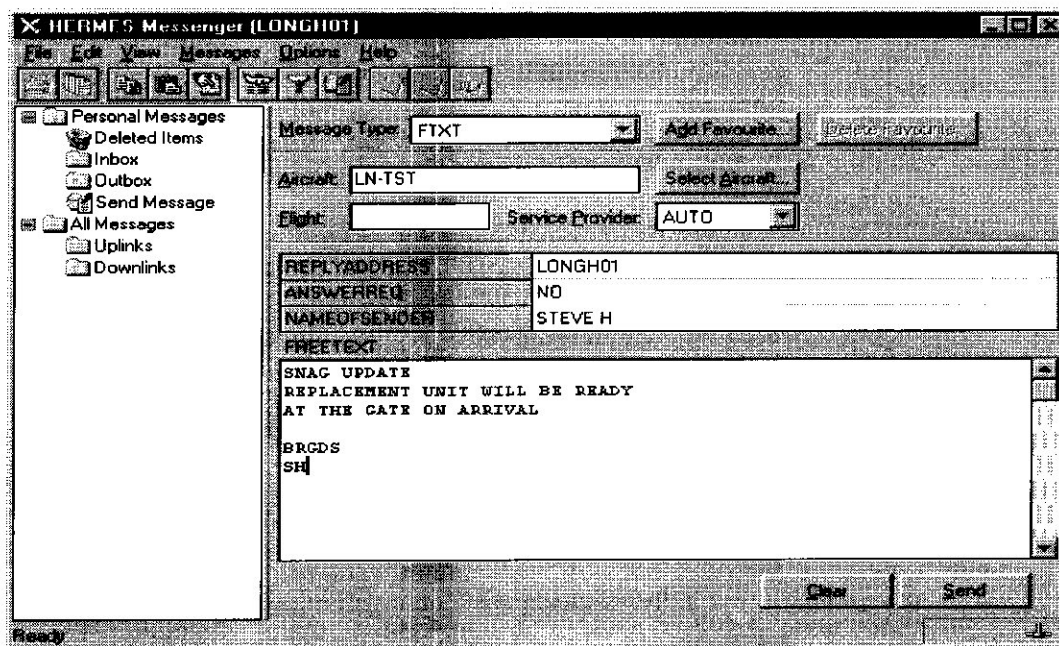 HERMES Messenger (LONGH01)
File Edit View Messages Options Help
Personal Messages
Deleted Items
Inbox
Outbox
Send Message
All Messages
Uplinks
Downlinks
Message Type: FTXT Add Favourite... Delete Favourite...
Aircraft: LN-TST Select Aircraft...
Flight: Service Provider: AUTO
REPLYADDRESS LONGH01
ANSWERREQ NO
NAMEOFSENDER STEVE H
FREETEXT
SNAG UPDATE
REPLACEMENT UNIT WILL BE READY
AT THE GATE ON ARRIVAL
BRGDS
SH
Clear Send
Ready